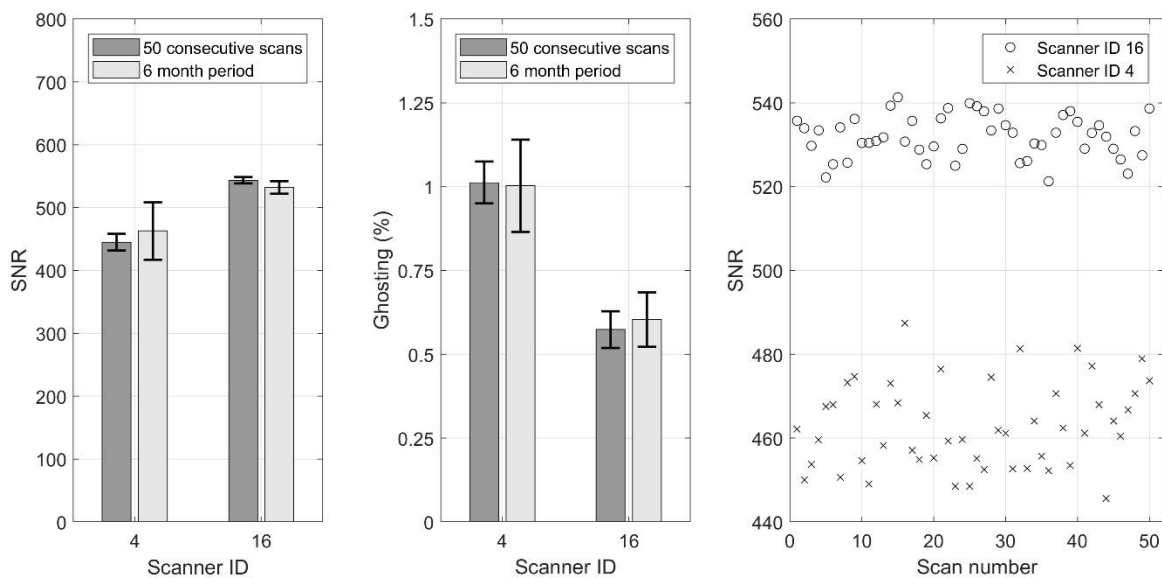 800
700
600
500
400
300
200
100
0
SNR
4
16
Scanner ID
50 consecutive scans
6 month period
1.5
1.25
1
0.75
0.5
0.25
0
Ghosting (%)
4
16
Scanner ID
50 consecutive scans
6 month period
560
540
520
500
480
460
440
SNR
0
10
20
30
40
50
Scan number
Scanner ID 16
Scanner ID 4